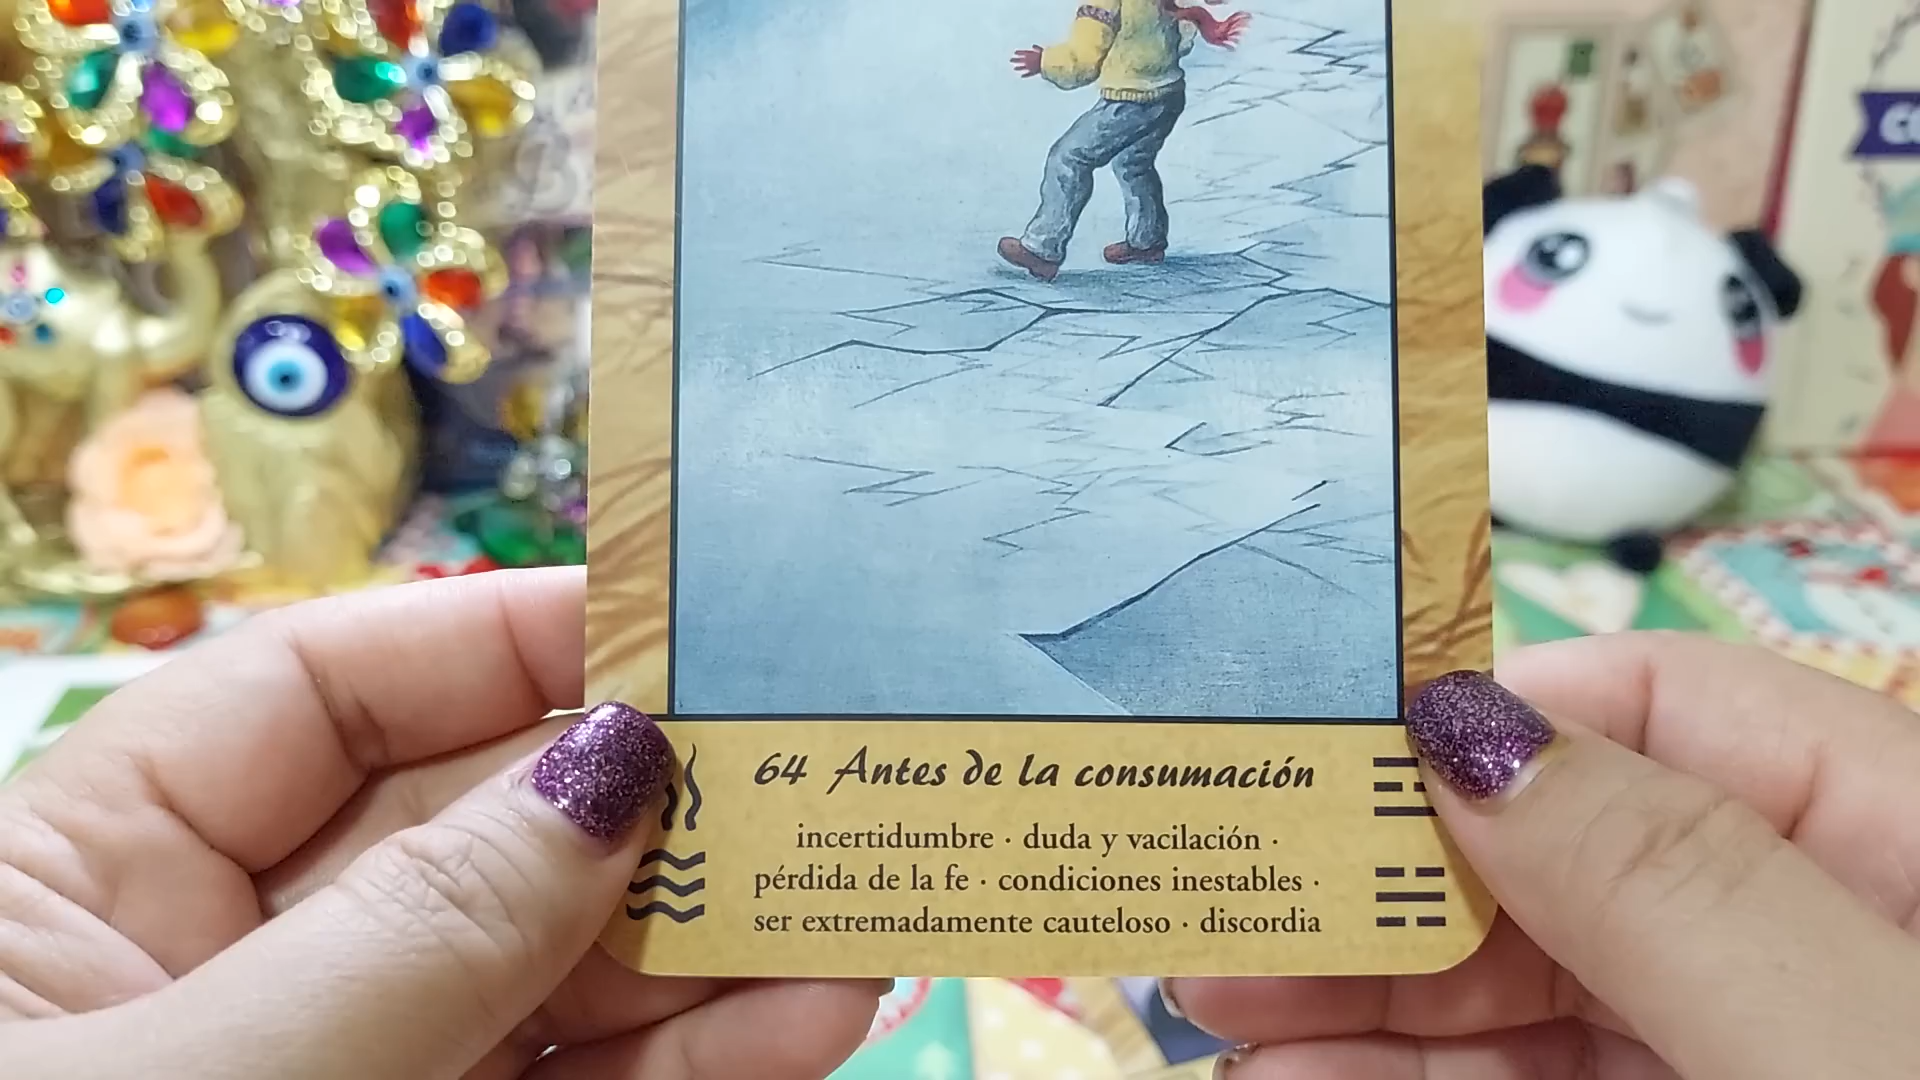 64 Antes de la consumación
incertidumbre · duda y vacilación ·
pérdida de la fe · condiciones inestables ·
ser extremadamente cauteloso · discordia